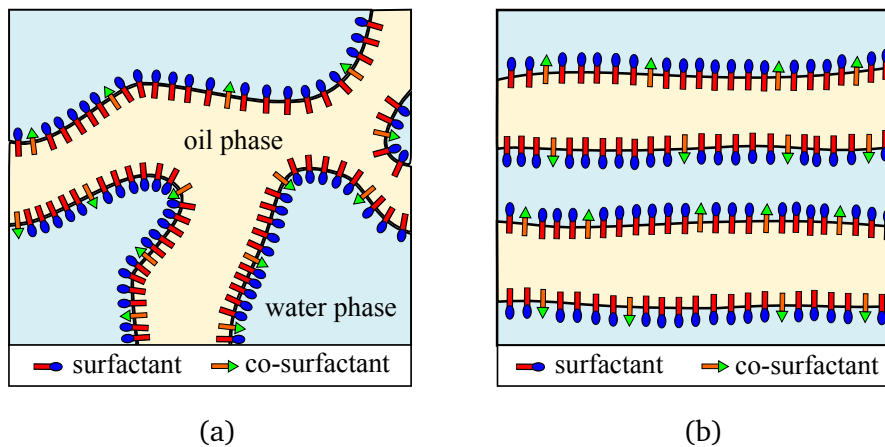 oil phase
water phase
surfactant co-surfactant
surfactant co-surfactant
(a)
(b)